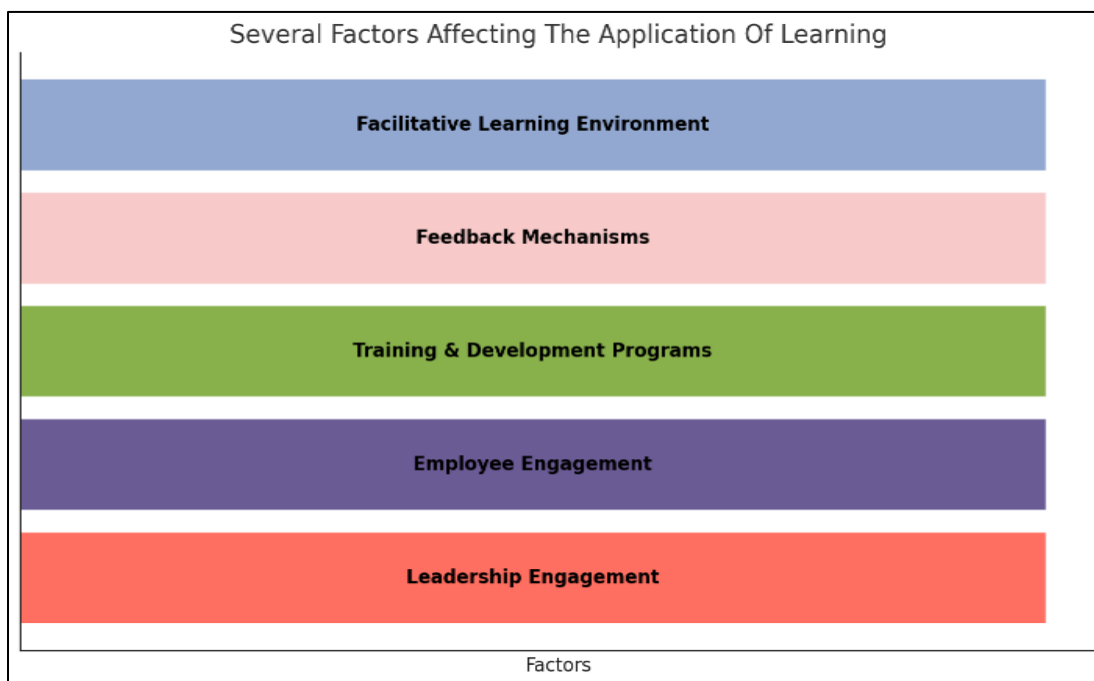 Several Factors Affecting The Application Of Learning
Facilitative Learning Environment
Feedback Mechanisms
Training & Development Programs
Employee Engagement
Leadership Engagement
Factors